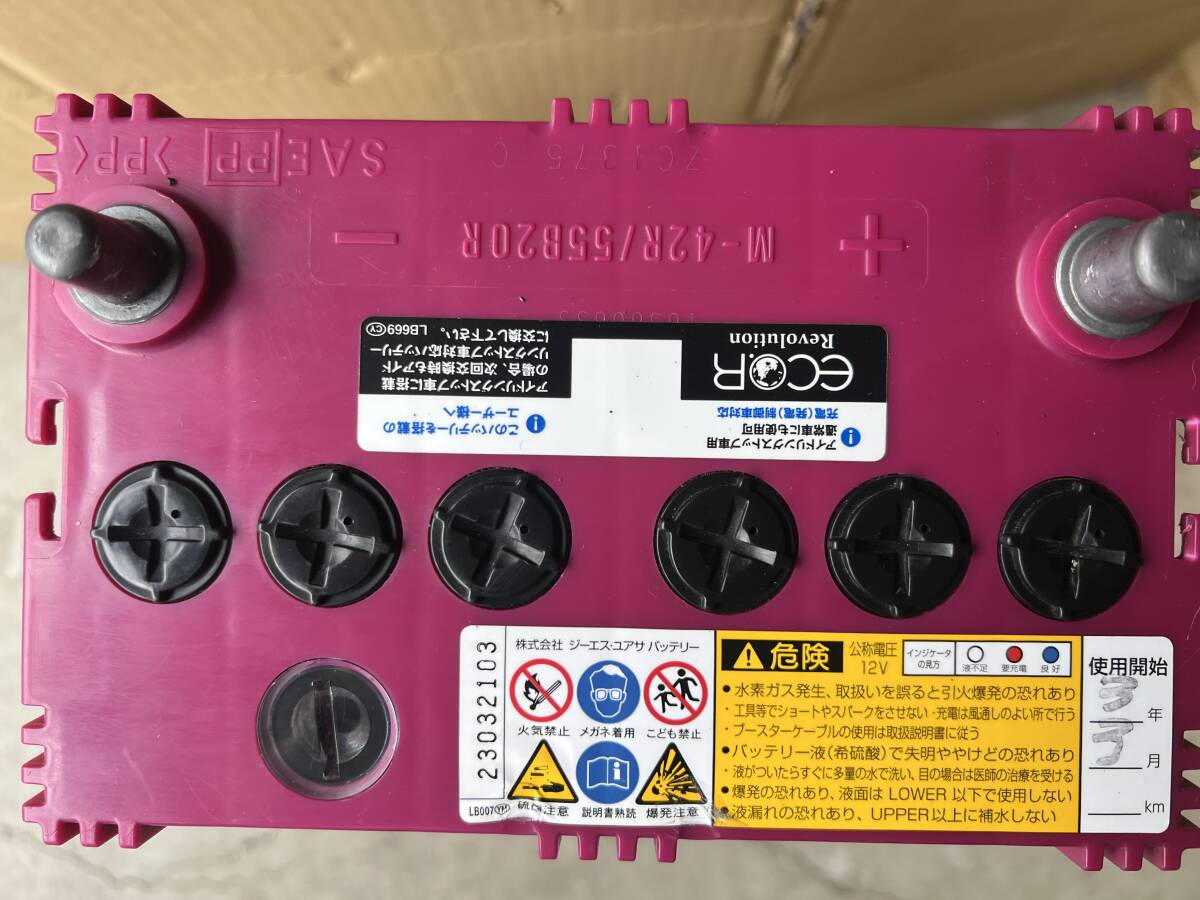 SAE PP >PP<
ZC1375 C
M-42R/55B20R
+
−
ECO.R
Revolution
アイドリングストップ車用
通常車にも使用可
充電(発電)制御車対応
このバッテリーを搭載の
ユーザー様へ
アイドリングストップ車に搭載
の場合、次回交換時もアイド
リングストップ車対応バッテリー
に交換して下さい。 LB669 CY
23032103
株式会社 ジーエス・ユアサ バッテリー
火気禁止 メガネ着用 こども禁止
硫酸注意 説明書熟読 爆発注意
LB007 YH
危険
公称電圧
12V
インジケータ
の見方
液不足 要充電 良好
●水素ガス発生、取扱いを誤ると引火爆発の恐れあり
・工具等でショートやスパークをさせない・充電は風通しのよい所で行う
・ブースターケーブルの使用は取扱説明書に従う
●バッテリー液(希硫酸)で失明ややけどの恐れあり
・液がついたらすぐに多量の水で洗い、目の場合は医師の治療を受ける
●爆発の恐れあり、液面は LOWER 以下で使用しない
●液漏れの恐れあり、UPPER以上に補水しない
使用開始
年
月
km